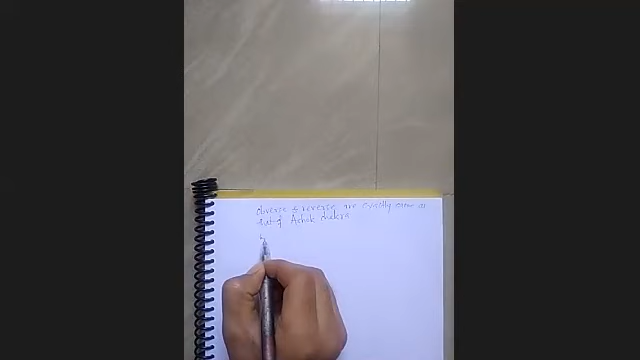 obverse & reverse are exactly same as
that of Ashok chakra